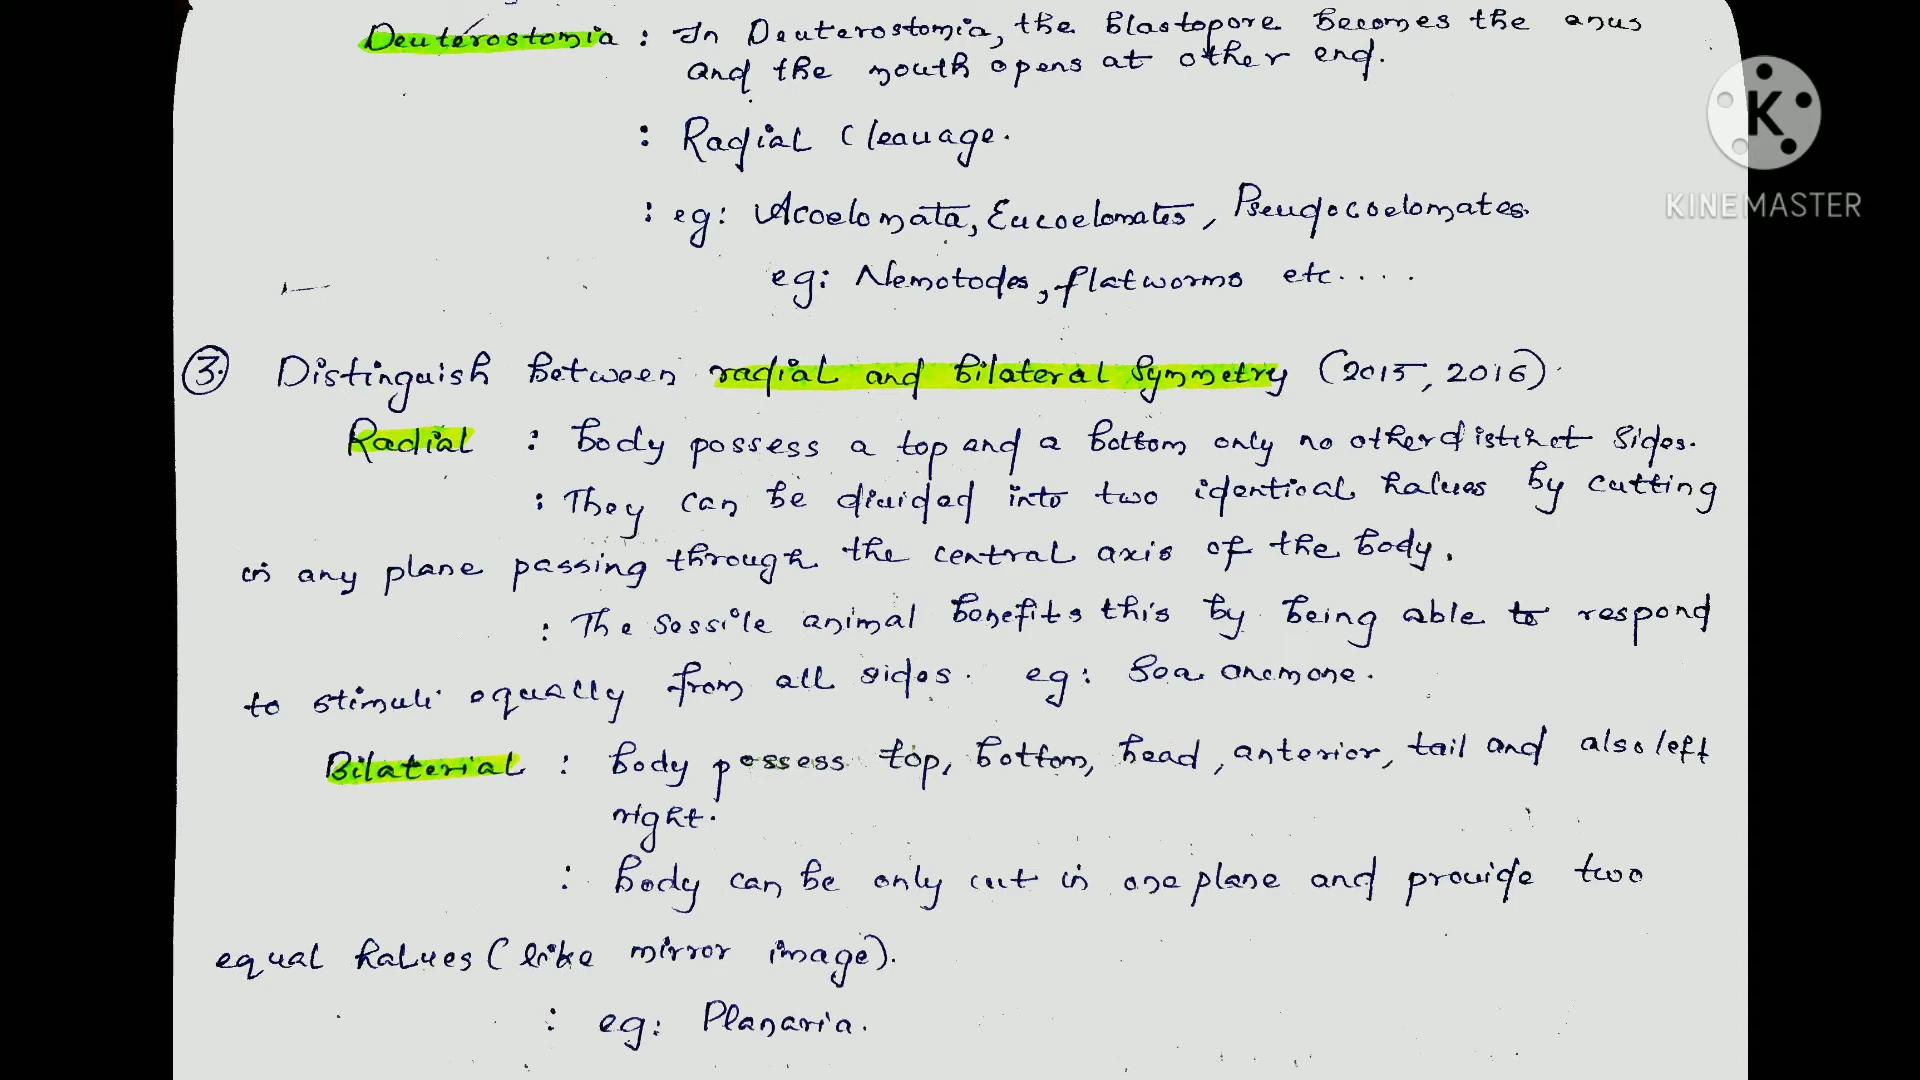 Deuterostomia : In Deuterostomia, the blastopore becomes the anus
and the mouth opens at other end.
: Radial Cleavage.
: eg: Acoelomata, Eucoelomates, Pseudocoelomates.
eg: Nemotodes, flatworms etc....
③ Distinguish between radial and bilateral Symmetry (2015, 2016).
Radial : body possess a top and a bottom only no other distinct sides.
: They can be divided into two identical halves by cutting
in any plane passing through the central axis of the body.
: The sessile animal benefits this by being able to respond
to stimuli equally from all sides. eg: Sea anemone.
Bilaterial : body possess top, bottom, head, anterior, tail and also left
right.
: body can be only cut in one plane and provide two
equal halves (like mirror image).
: eg: Planaria.
K
KINEMASTER